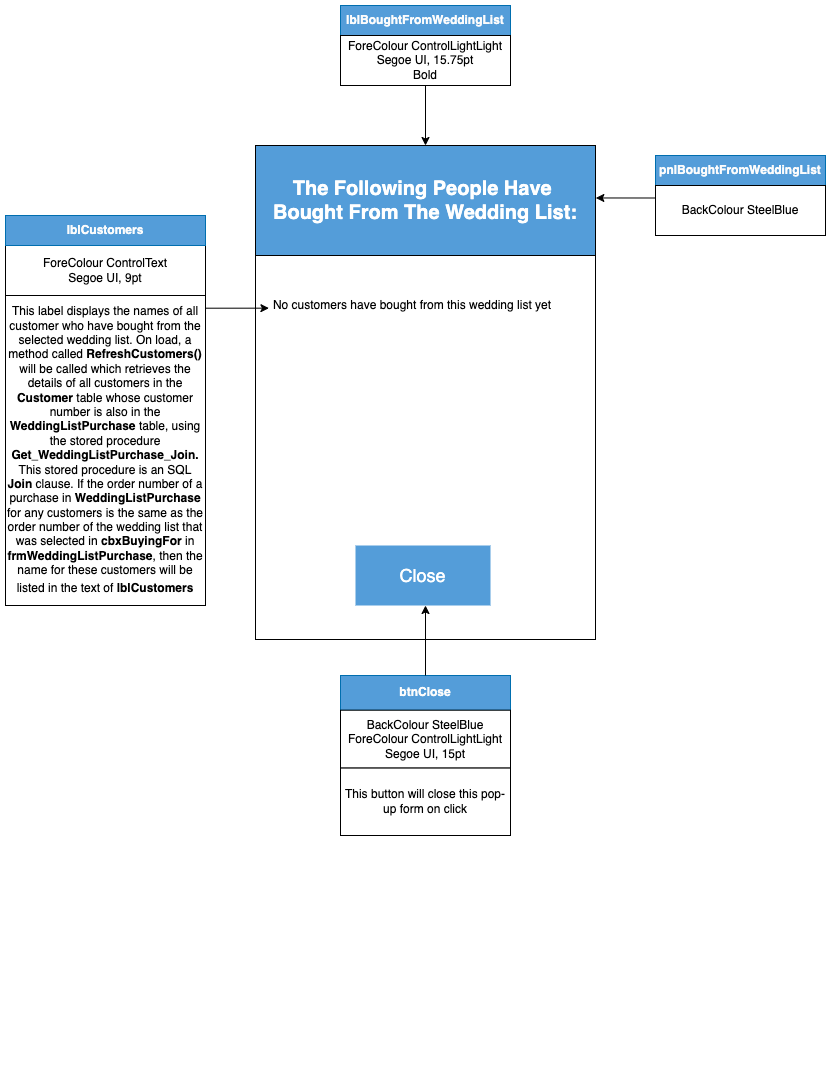 lblBoughtFromWeddingList
ForeColour ControlLightLight
Segoe UI, 15.75pt
Bold
The Following People Have
Bought From The Wedding List:
pnlBoughtFromWeddingList
BackColour SteelBlue
lblCustomers
ForeColour ControlText
Segoe UI, 9pt
This label displays the names of all
customer who have bought from the
selected wedding list. On load, a
method called RefreshCustomers()
will be called which retrieves the
details of all customers in the
Customer table whose customer
number is also in the
WeddingListPurchase table, using
the stored procedure
Get_WeddingListPurchase_Join.
This stored procedure is an SQL
Join clause. If the order number of a
purchase in WeddingListPurchase
for any customers is the same as the
order number of the wedding list that
was selected in cbxBuyingFor in
frmWeddingListPurchase, then the
name for these customers will be
listed in the text of lblCustomers
No customers have bought from this wedding list yet
Close
btnClose
BackColour SteelBlue
ForeColour ControlLightLight
Segoe UI, 15pt
This button will close this pop-
up form on click